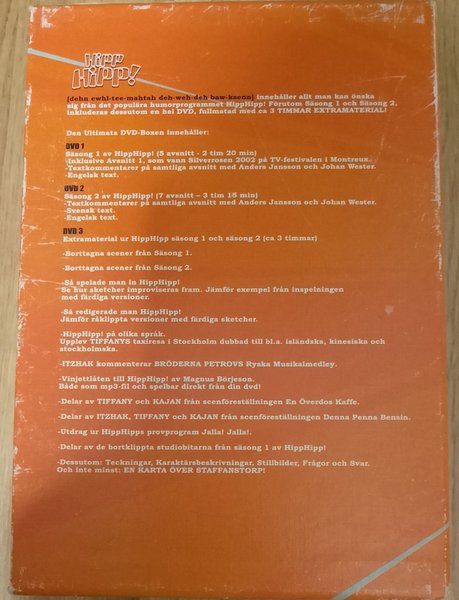 HiPP
HiPP!
[dehn ewhl-tee-mahtah deh-weh-deh baw-ksenn] innehåller allt man kan önska
sig från det populära humorprogrammet HippHipp! Förutom Säsong 1 och Säsong 2,
inkluderas dessutom en hel DVD, fullmatad med ca 3 TIMMAR EXTRAMATERIAL!
Den Ultimata DVD-Boxen innehåller:
DVD 1
Säsong 1 av HippHipp! (5 avsnitt - 2 tim 20 min)
-Inklusive Avsnitt 1, som vann Silverrosen 2002 på TV-festivalen i Montreux.
-Textkommentarer på samtliga avsnitt med Anders Jansson och Johan Wester.
-Engelsk text.
DVD 2
Säsong 2 av HippHipp! (7 avsnitt – 3 tim 15 min)
-Textkommentarer på samtliga avsnitt med Anders Jansson och Johan Wester.
-Svensk text.
-Engelsk text.
DVD 3
Extramaterial ur HippHipp säsong 1 och säsong 2 (ca 3 timmar)
-Borttagna scener från Säsong 1.
-Borttagna scener från Säsong 2.
-Så spelade man in HippHipp!
Se hur sketcher improviseras fram. Jämför exempel från inspelningen
med färdiga versioner.
-Så redigerade man HippHipp!
Jämför råklippta versioner med färdiga sketcher.
-HippHipp! på olika språk.
Upplev TIFFANYS taxiresa i Stockholm dubbad till bl.a. isländska, kinesiska och
stockholmska.
-ITZHAK kommenterar BRÖDERNA PETROVS Ryska Musikalmedley.
-Vinjettlåten till HippHipp! av Magnus Börjeson.
Både som mp3-fil och spelbar direkt från din dvd!
-Delar av TIFFANY och KAJAN från scenföreställningen En Överdos Kaffe.
-Delar av ITZHAK, TIFFANY och KAJAN från scenföreställningen Denna Penna Bensin.
-Utdrag ur HippHipps provprogram Jalla! Jalla!.
-Delar av de bortklippta studiobitarna från säsong 1 av HippHipp!
-Dessutom: Teckningar, Karaktärsbeskrivningar, Stillbilder, Frågor och Svar.
Och inte minst: EN KARTA ÖVER STAFFANSTORP!